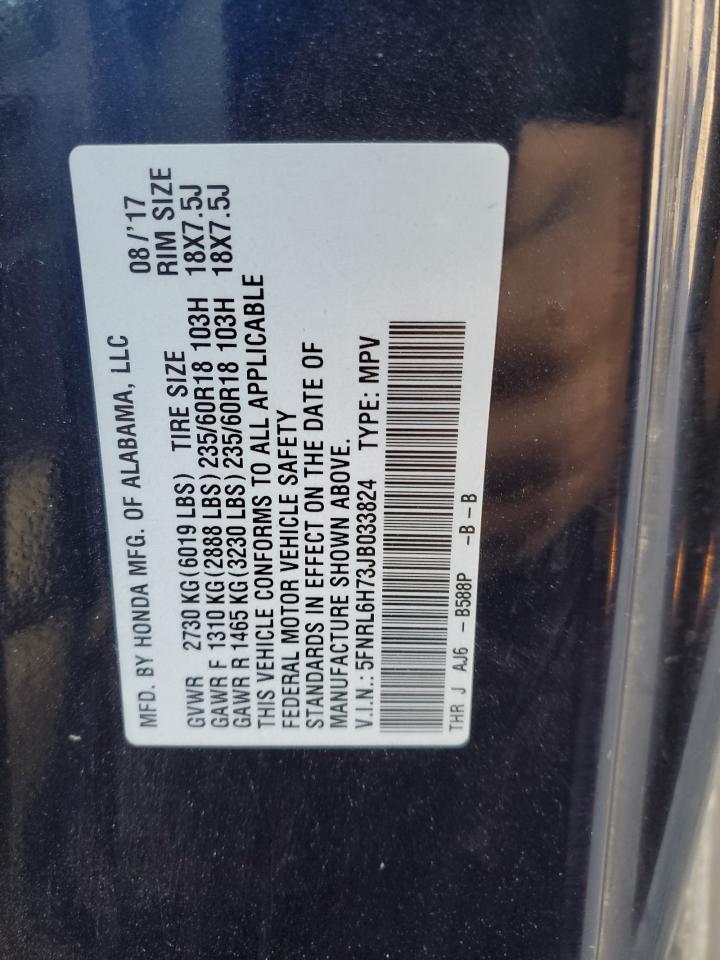 MFD. BY HONDA MFG. OF ALABAMA, LLC 08/'17
GVWR 2730 KG(6019 LBS) TIRE SIZE RIM SIZE
GAWR F 1310 KG(2888 LBS)235/60R18 103H 18X7.5J
GAWR R 1465 KG(3230 LBS)235/60R18 103H 18X7.5J
THIS VEHICLE CONFORMS TO ALL APPLICABLE
FEDERAL MOTOR VEHICLE SAFETY
STANDARDS IN EFFECT ON THE DATE OF
MANUFACTURE SHOWN ABOVE.
V.I.N.: 5FNRL6H73JB033824 TYPE: MPV
THR J AJ6 - B588P -B-B